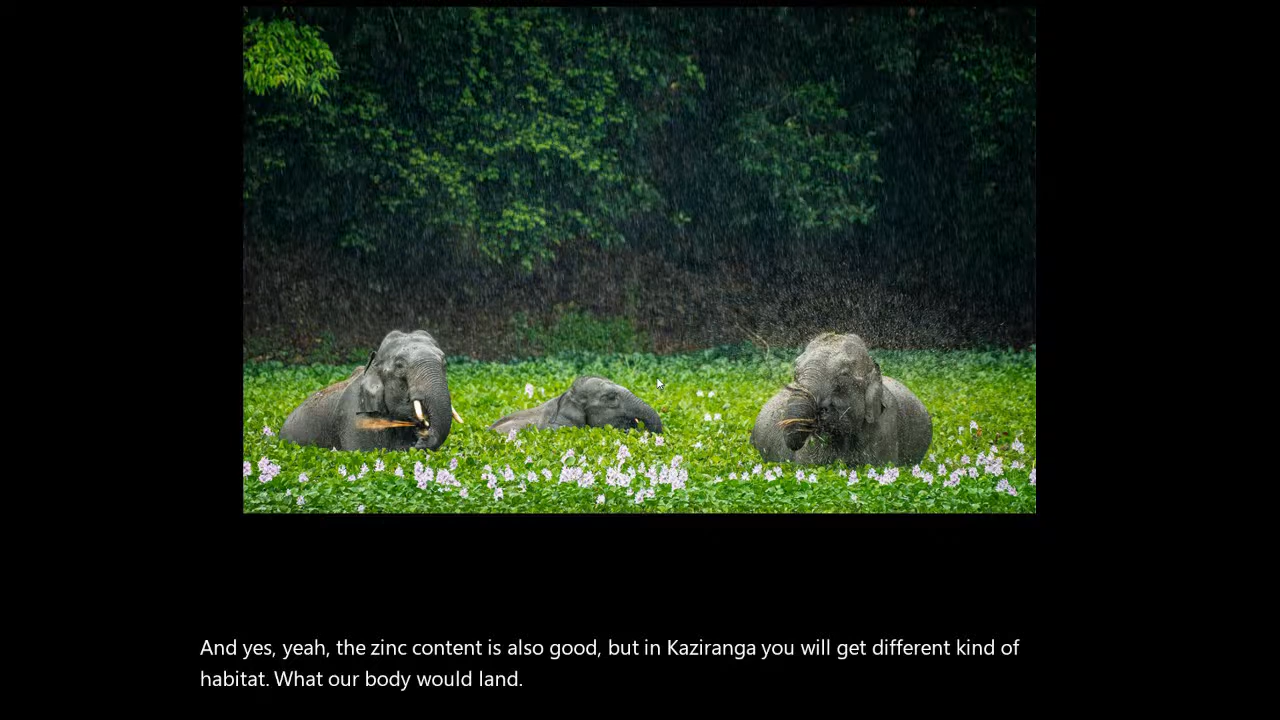 And yes, yeah, the zinc content is also good, but in Kaziranga you will get different kind of
habitat. What our body would land.